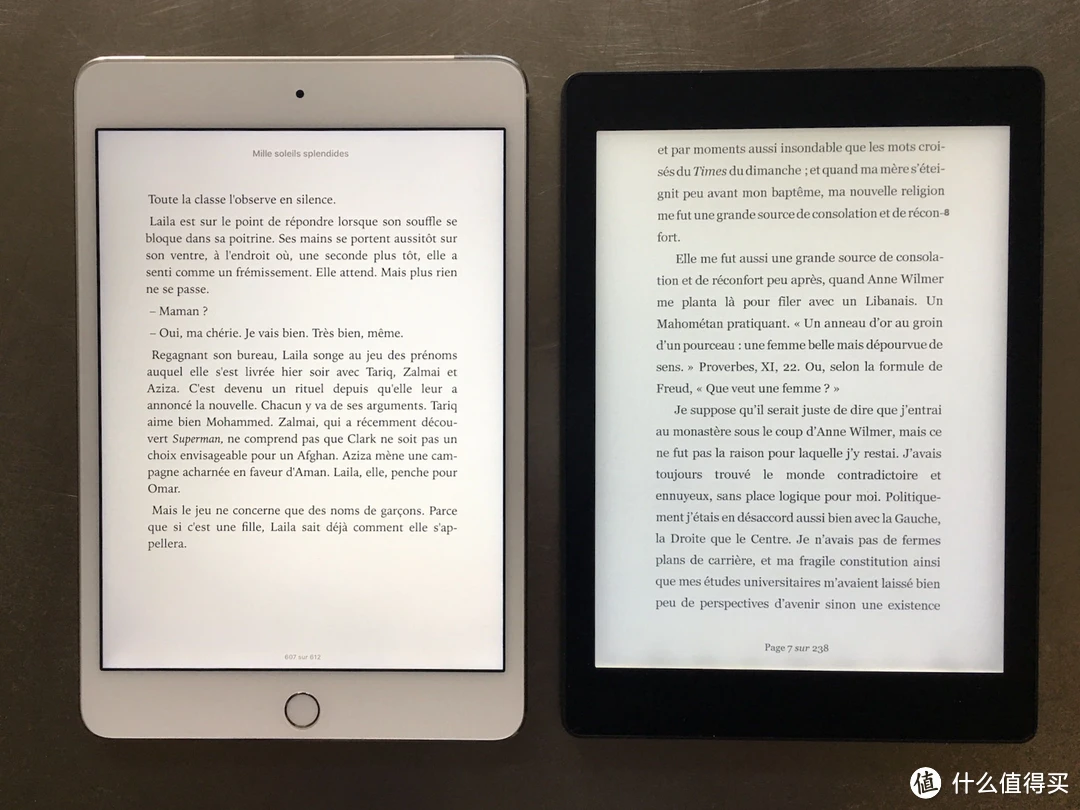 Mille soleils splendides
Toute la classe l'observe en silence.
Laila est sur le point de répondre lorsque son souffle se
bloque dans sa poitrine. Ses mains se portent aussitôt sur
son ventre, à l'endroit où, une seconde plus tôt, elle a
senti comme un frémissement. Elle attend. Mais plus rien
ne se passe.
– Maman ?
– Oui, ma chérie. Je vais bien. Très bien, même.
Regagnant son bureau, Laila songe au jeu des prénoms
auquel elle s'est livrée hier soir avec Tariq, Zalmai et
Aziza. C'est devenu un rituel depuis qu'elle leur a
annoncé la nouvelle. Chacun y va de ses arguments. Tariq
aime bien Mohammed. Zalmai, qui a récemment décou-
vert Superman, ne comprend pas que Clark ne soit pas un
choix envisageable pour un Afghan. Aziza mène une cam-
pagne acharnée en faveur d'Aman. Laila, elle, penche pour
Omar.
Mais le jeu ne concerne que des noms de garçons. Parce
que si c'est une fille, Laila sait déjà comment elle s'ap-
pellera.
607 sur 612
et par moments aussi insondable que les mots croi-
sés du Times du dimanche ; et quand ma mère s'étei-
gnit peu avant mon baptême, ma nouvelle religion
me fut une grande source de consolation et de récon-8
fort.
Elle me fut aussi une grande source de consola-
tion et de réconfort peu après, quand Anne Wilmer
me planta là pour filer avec un Libanais. Un
Mahométan pratiquant. « Un anneau d'or au groin
d'un pourceau : une femme belle mais dépourvue de
sens. » Proverbes, XI, 22. Ou, selon la formule de
Freud, « Que veut une femme ? »
Je suppose qu'il serait juste de dire que j'entrai
au monastère sous le coup d'Anne Wilmer, mais ce
ne fut pas la raison pour laquelle j'y restai. J'avais
toujours trouvé le monde contradictoire et
ennuyeux, sans place logique pour moi. Politique-
ment j'étais en désaccord aussi bien avec la Gauche,
la Droite que le Centre. Je n'avais pas de fermes
plans de carrière, et ma fragile constitution ainsi
que mes études universitaires m'avaient laissé bien
peu de perspectives d'avenir sinon une existence
Page 7 sur 238
值 什么值得买